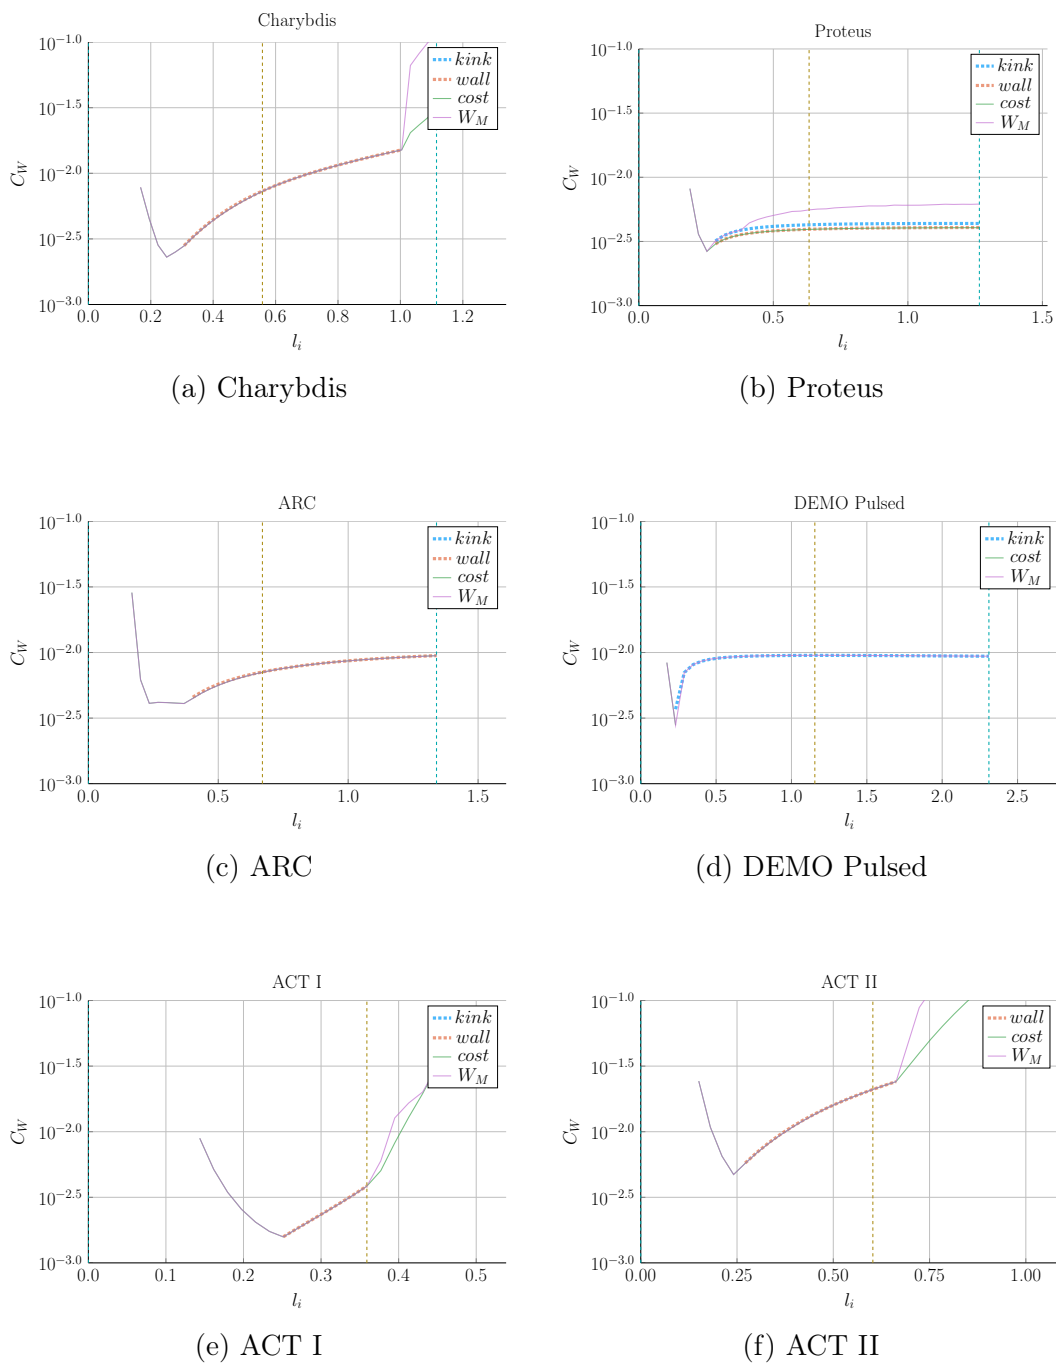 Charybdis
10^{-1.0}
10^{-1.5}
10^{-2.0}
10^{-2.5}
10^{-3.0}
C_W
0.0 0.2 0.4 0.6 0.8 1.0 1.2
l_i
kink
wall
cost
W_M
(a) Charybdis
Proteus
10^{-1.0}
10^{-1.5}
10^{-2.0}
10^{-2.5}
10^{-3.0}
C_W
0.0 0.5 1.0 1.5
l_i
kink
wall
cost
W_M
(b) Proteus
ARC
10^{-1.0}
10^{-1.5}
10^{-2.0}
10^{-2.5}
10^{-3.0}
C_W
0.0 0.5 1.0 1.5
l_i
kink
wall
cost
W_M
(c) ARC
DEMO Pulsed
10^{-1.0}
10^{-1.5}
10^{-2.0}
10^{-2.5}
10^{-3.0}
C_W
0.0 0.5 1.0 1.5 2.0 2.5
l_i
kink
cost
W_M
(d) DEMO Pulsed
ACT I
10^{-1.0}
10^{-1.5}
10^{-2.0}
10^{-2.5}
10^{-3.0}
C_W
0.0 0.1 0.2 0.3 0.4 0.5
l_i
kink
wall
cost
W_M
(e) ACT I
ACT II
10^{-1.0}
10^{-1.5}
10^{-2.0}
10^{-2.5}
10^{-3.0}
C_W
0.00 0.25 0.50 0.75 1.00
l_i
wall
cost
W_M
(f) ACT II